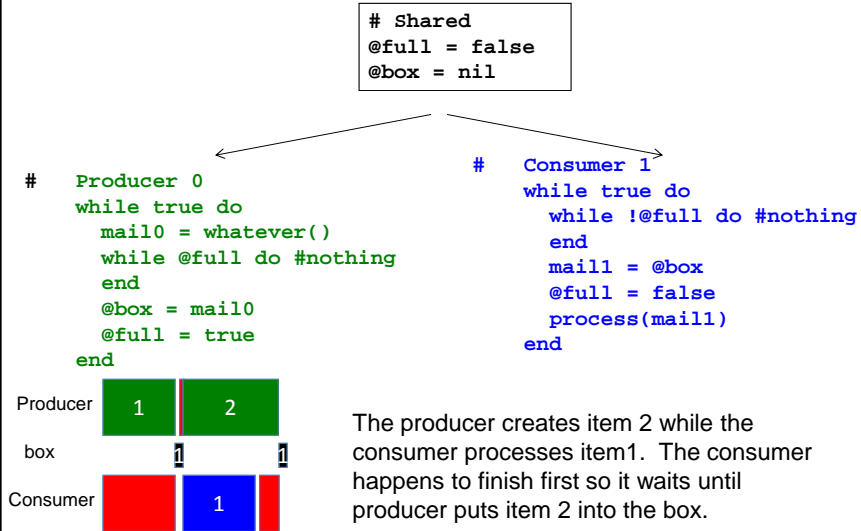 # Shared
@full = false
@box = nil
# Producer 0
while true do
mail0 = whatever()
while @full do #nothing
end
@box = mail0
@full = true
end
# Consumer 1
while true do
while !@full do #nothing
end
mail1 = @box
@full = false
process(mail1)
end
Producer 1 2
box 1 1
Consumer 1
The producer creates item 2 while the
consumer processes item1. The consumer
happens to finish first so it waits until
producer puts item 2 into the box.